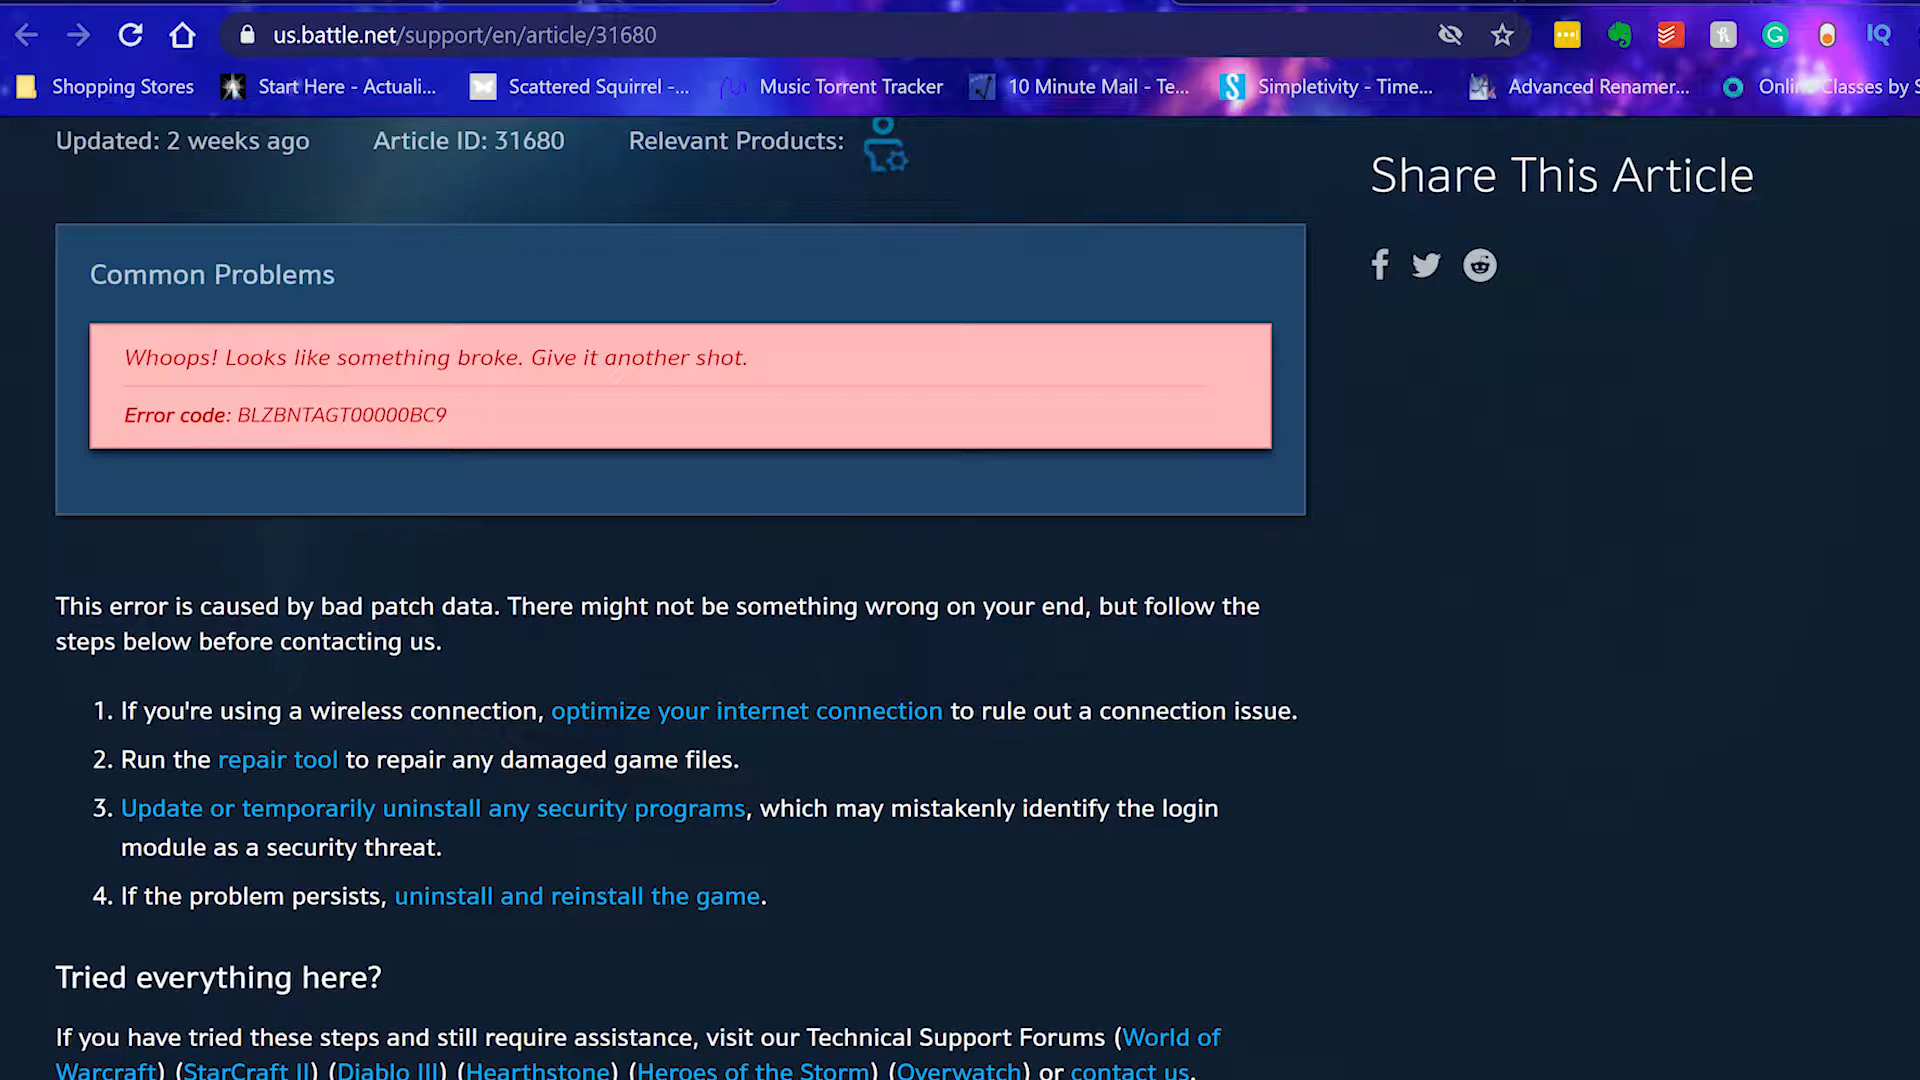 us.battle.net/support/en/article/31680
IQ
Shopping Stores
Start Here - Actuali...
Scattered Squirrel -...
Music Torrent Tracker
10 Minute Mail - Te...
Simpletivity - Time...
Advanced Renamer...
Online Classes by S
Updated: 2 weeks ago
Article ID: 31680
Relevant Products:
Share This Article
Common Problems
Whoops! Looks like something broke. Give it another shot.
Error code: BLZBNTAGT00000BC9
This error is caused by bad patch data. There might not be something wrong on your end, but follow the
steps below before contacting us.
1. If you're using a wireless connection, optimize your internet connection to rule out a connection issue.
2. Run the repair tool to repair any damaged game files.
3. Update or temporarily uninstall any security programs, which may mistakenly identify the login
module as a security threat.
4. If the problem persists, uninstall and reinstall the game.
Tried everything here?
If you have tried these steps and still require assistance, visit our Technical Support Forums (World of
Warcraft) (StarCraft II) (Diablo III) (Hearthstone) (Heroes of the Storm) (Overwatch) or contact us.